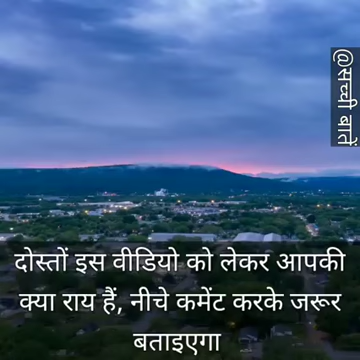 @सच्ची बातें
दोस्तों इस वीडियो को लेकर आपकी
क्या राय हैं, नीचे कमेंट करके जरूर
बताइएगा